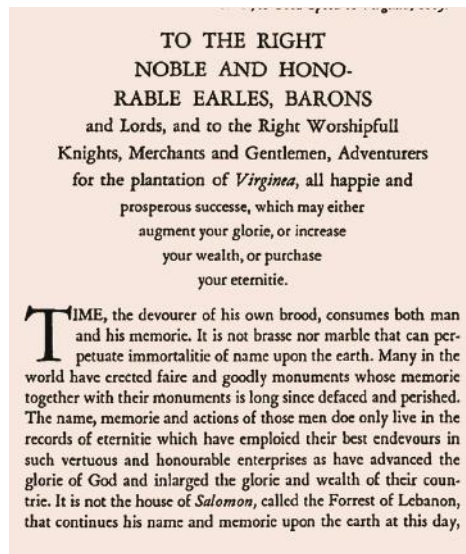 TO THE RIGHT
NOBLE AND HONO-
RABLE EARLES, BARONS
and Lords, and to the Right Worshipfull
Knights, Merchants and Gentlemen, Adventurers
for the plantation of Virginea, all happie and
prosperous successe, which may either
augment your glorie, or increase
your wealth, or purchase
your eternitie.
TIME, the devourer of his own brood, consumes both man
and his memorie. It is not brasse nor marble that can per-
petuate immortalitie of name upon the earth. Many in the
world have erected faire and goodly monuments whose memorie
together with their monuments is long since defaced and perished.
The name, memorie and actions of those men doe only live in the
records of eternitie which have emploied their best endevours in
such vertuous and honourable enterprises as have advanced the
glorie of God and inlarged the glorie and wealth of their coun-
trie. It is not the house of Salomon, called the Forrest of Lebanon,
that continues his name and memorie upon the earth at this day,